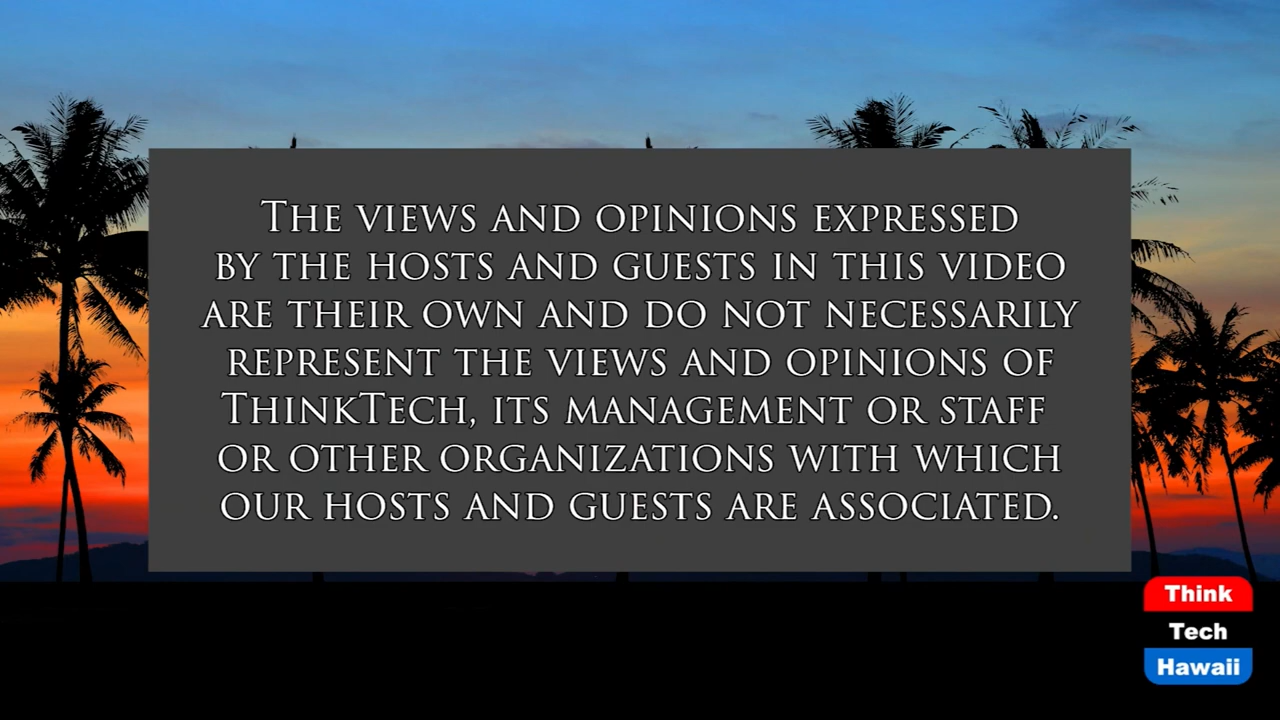 The views and opinions expressed
by the hosts and guests in this video
are their own and do not necessarily
represent the views and opinions of
ThinkTech, its management or staff
or other organizations with which
our hosts and guests are associated.
Think
Tech
Hawaii